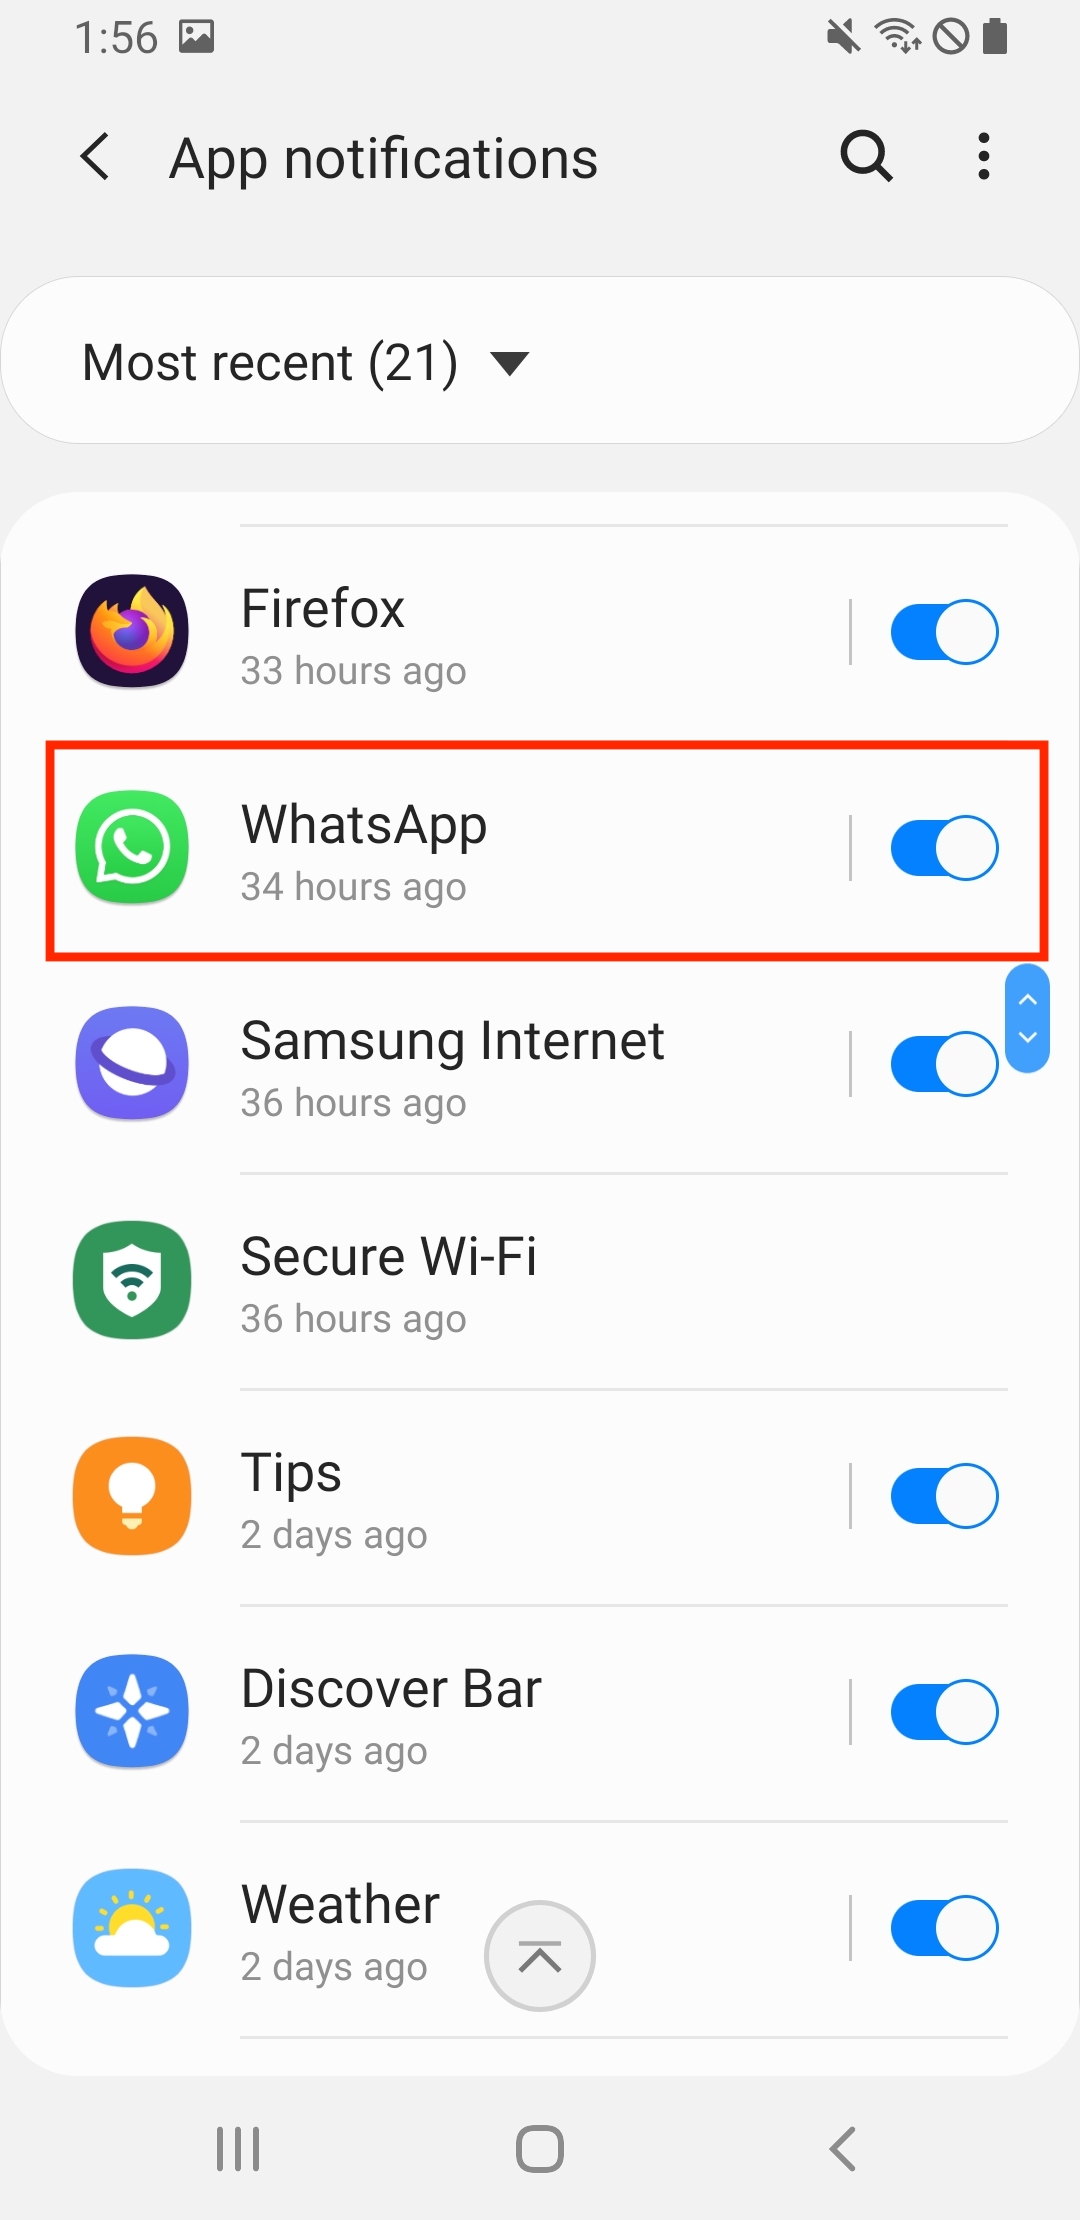 1:56
App notifications
Most recent (21)
Firefox
33 hours ago
WhatsApp
34 hours ago
Samsung Internet
36 hours ago
Secure Wi-Fi
36 hours ago
Tips
2 days ago
Discover Bar
2 days ago
Weather
2 days ago